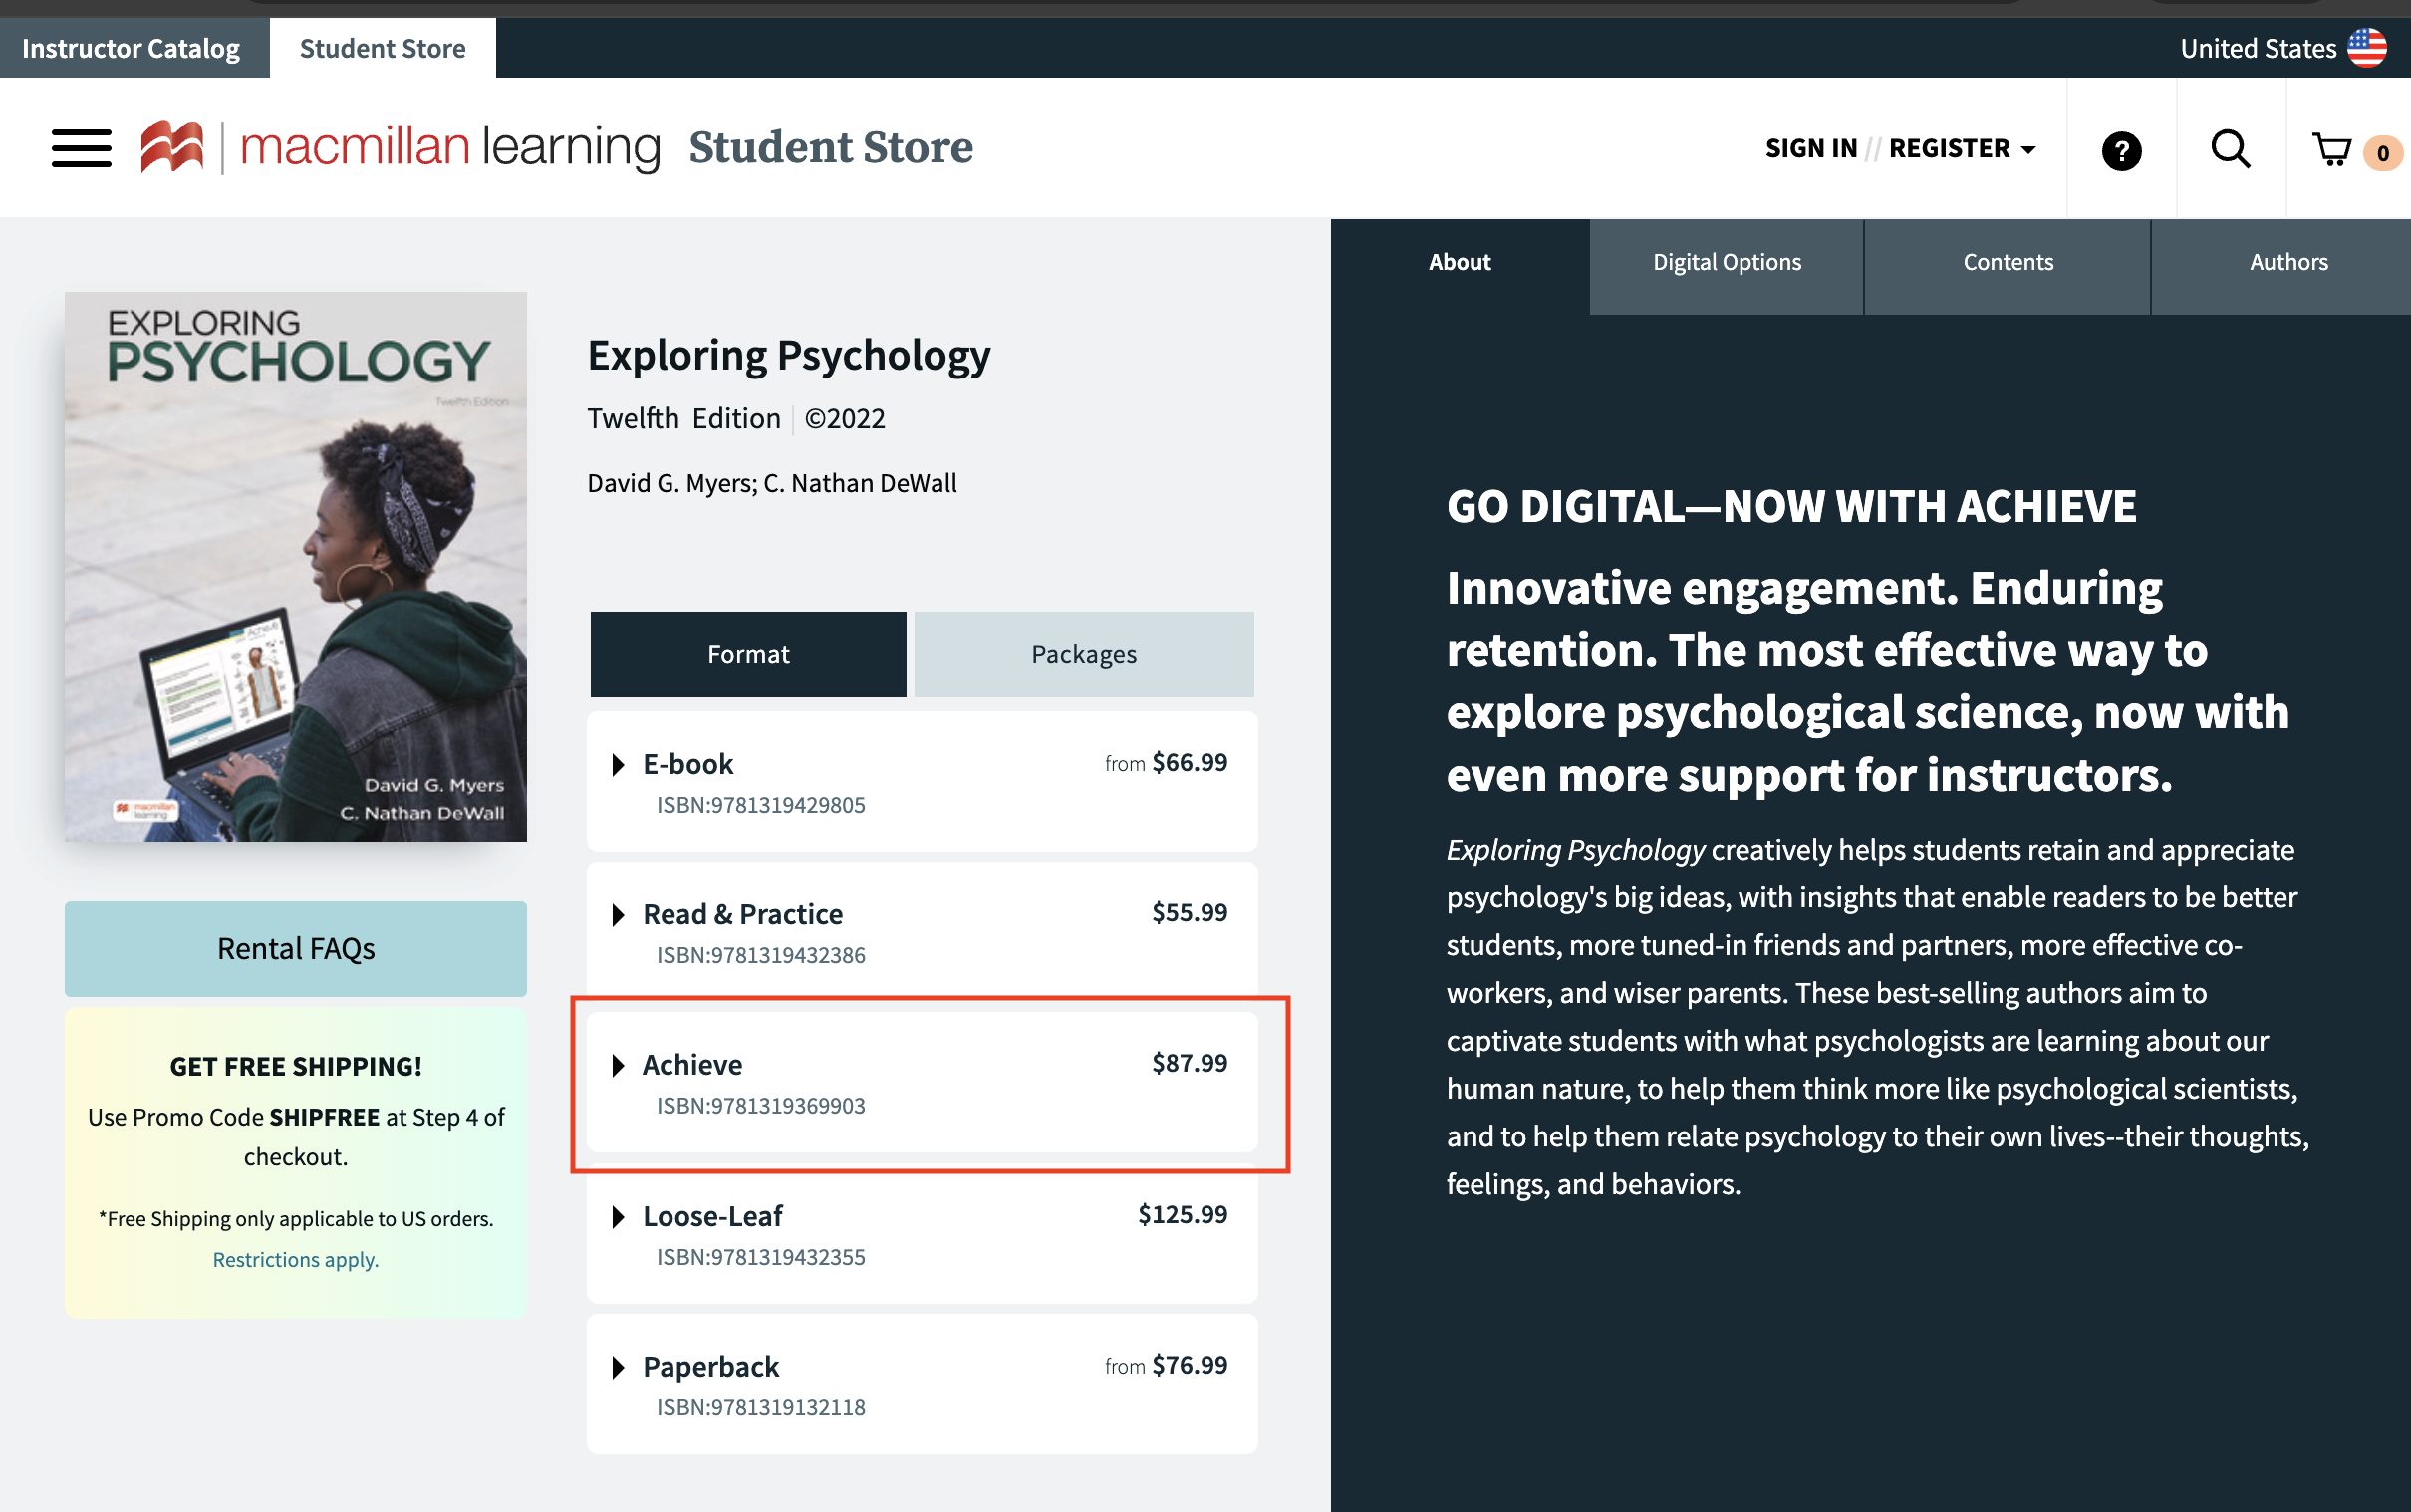 Instructor Catalog
Student Store
United States
macmillan learning Student Store
SIGN IN // REGISTER
?
0
About
Digital Options
Contents
Authors
EXPLORING
PSYCHOLOGY
Twelfth Edition
David G. Myers
C. Nathan DeWall
macmillan
learning
Exploring Psychology
Twelfth Edition | ©2022
David G. Myers; C. Nathan DeWall
Format
Packages
E-book
from $66.99
ISBN:9781319429805
Read & Practice
$55.99
ISBN:9781319432386
Achieve
$87.99
ISBN:9781319369903
Loose-Leaf
$125.99
ISBN:9781319432355
Paperback
from $76.99
ISBN:9781319132118
Rental FAQs
GET FREE SHIPPING!
Use Promo Code SHIPFREE at Step 4 of
checkout.
*Free Shipping only applicable to US orders.
Restrictions apply.
GO DIGITAL—NOW WITH ACHIEVE
Innovative engagement. Enduring
retention. The most effective way to
explore psychological science, now with
even more support for instructors.
Exploring Psychology creatively helps students retain and appreciate
psychology's big ideas, with insights that enable readers to be better
students, more tuned-in friends and partners, more effective co-
workers, and wiser parents. These best-selling authors aim to
captivate students with what psychologists are learning about our
human nature, to help them think more like psychological scientists,
and to help them relate psychology to their own lives--their thoughts,
feelings, and behaviors.